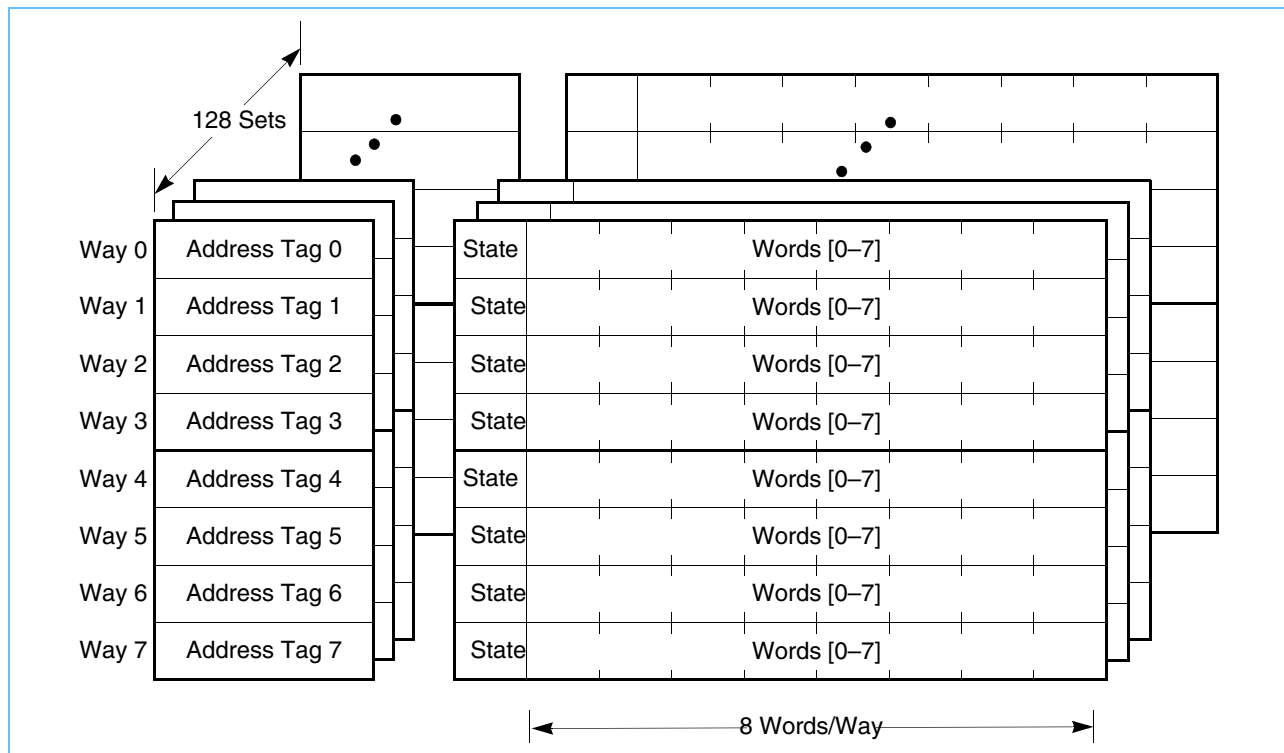 128 Sets
Way 0 Address Tag 0 State Words [0–7]
Way 1 Address Tag 1 State Words [0–7]
Way 2 Address Tag 2 State Words [0–7]
Way 3 Address Tag 3 State Words [0–7]
Way 4 Address Tag 4 State Words [0–7]
Way 5 Address Tag 5 State Words [0–7]
Way 6 Address Tag 6 State Words [0–7]
Way 7 Address Tag 7 State Words [0–7]
8 Words/Way